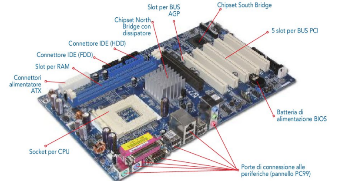 Slot per BUS
AGP
Chipset South Bridge
Chipset North
Bridge con
dissipatore
Connettore IDE (HDD)
5 slot per BUS PCI
Connettore IDE (FDD)
Slot per RAM
Connettori
alimentatore
ATX
Batteria di
alimentazione BIOS
Socket per CPU
Porte di connessione alle
periferiche (pannello PC99)